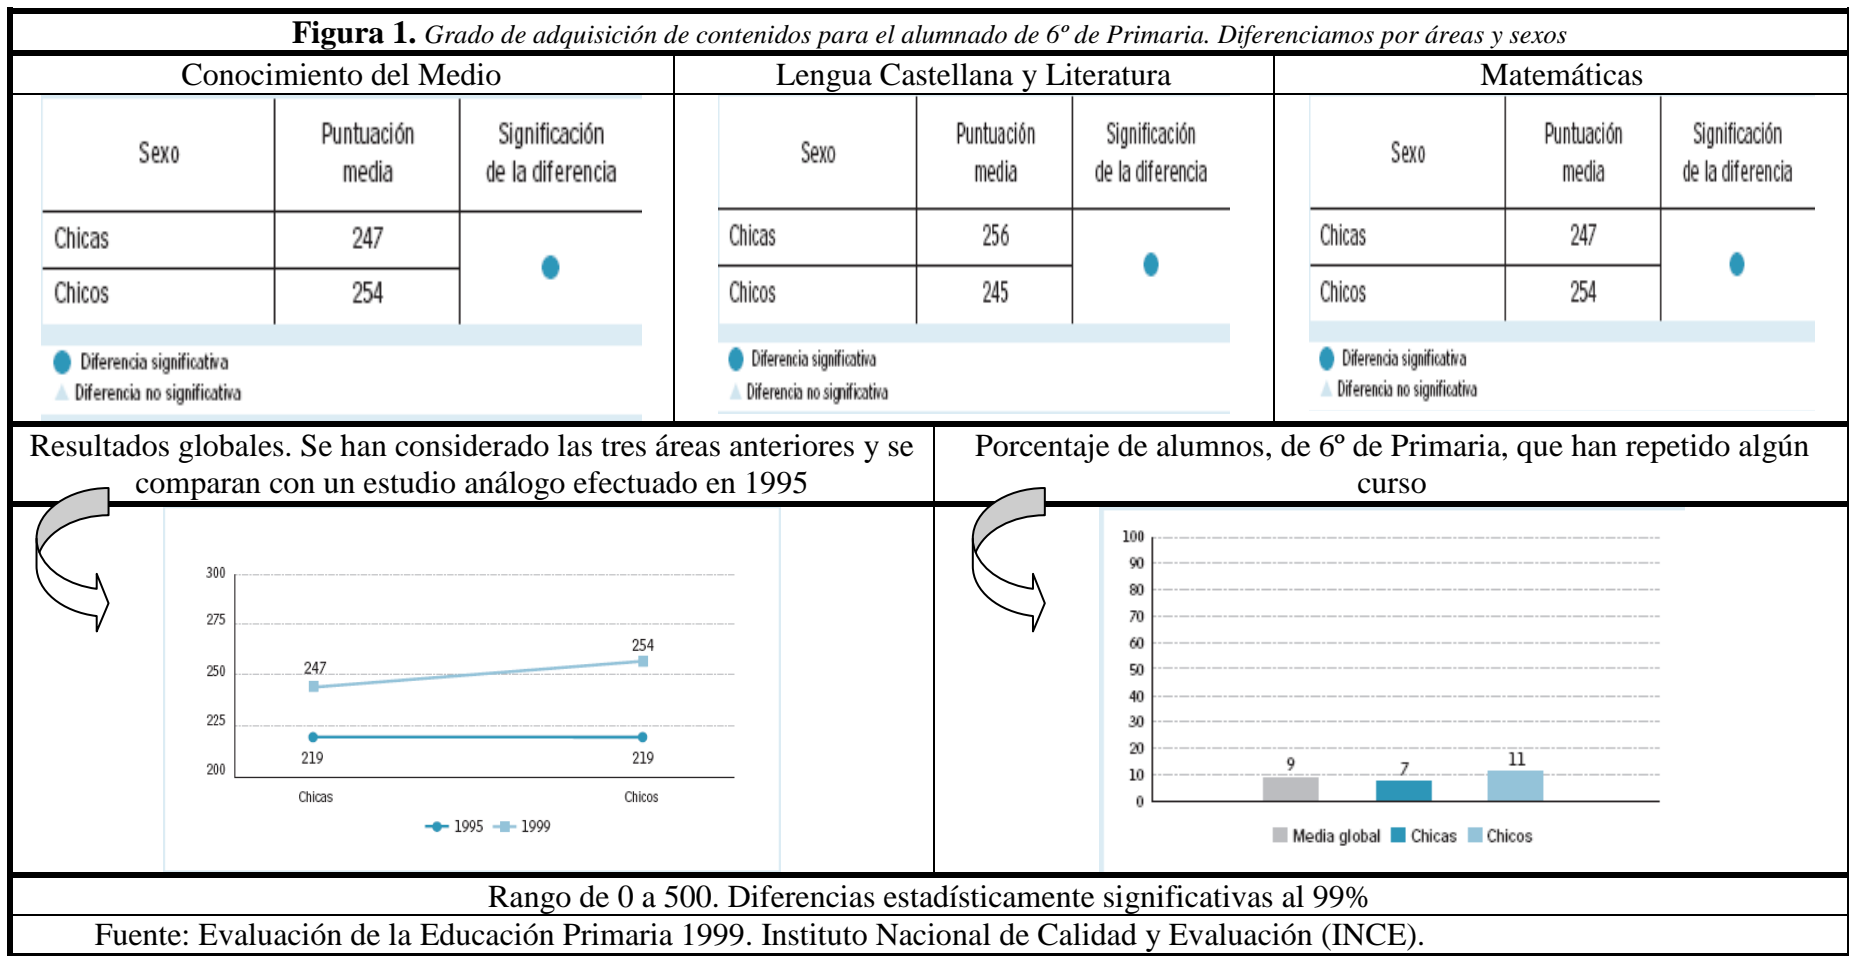 Figura 1. Grado de adquisición de contenidos para el alumnado de 6º de Primaria. Diferenciamos por áreas y sexos
Conocimiento del Medio
Sexo
Puntuación
media
Significación
de la diferencia
Chicas 247
Chicos 254
Diferencia significativa
Diferencia no significativa
Lengua Castellana y Literatura
Sexo
Puntuación
media
Significación
de la diferencia
Chicas 256
Chicos 245
Diferencia significativa
Diferencia no significativa
Matemáticas
Sexo
Puntuación
media
Significación
de la diferencia
Chicas 247
Chicos 254
Diferencia significativa
Diferencia no significativa
Resultados globales. Se han considerado las tres áreas anteriores y se
comparan con un estudio análogo efectuado en 1995
300
275
250
225
200
247
254
219
219
Chicas
Chicos
1995 1999
Porcentaje de alumnos, de 6º de Primaria, que han repetido algún
curso
100
90
80
70
60
50
40
30
20
10
0
9
7
11
Media global Chicas Chicos
Rango de 0 a 500. Diferencias estadísticamente significativas al 99%
Fuente: Evaluación de la Educación Primaria 1999. Instituto Nacional de Calidad y Evaluación (INCE).